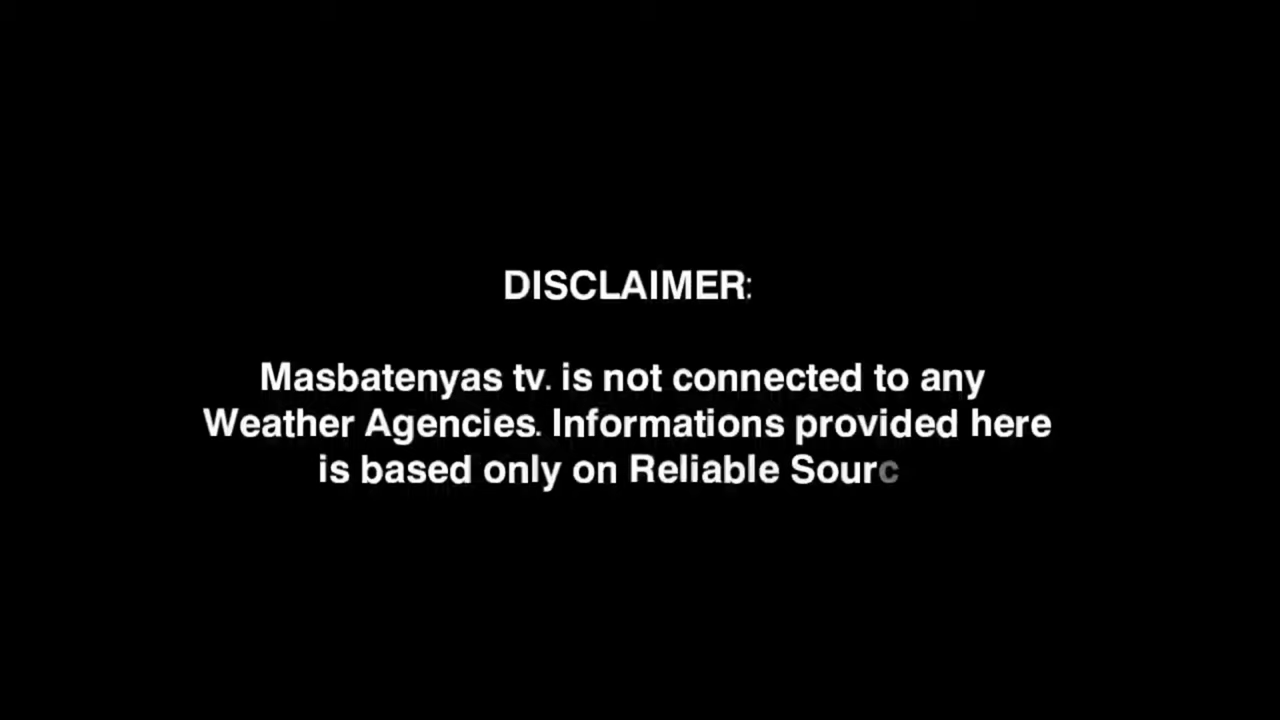 DISCLAIMER:
Masbatenyas tv. is not connected to any
Weather Agencies. Informations provided here
is based only on Reliable Sourc